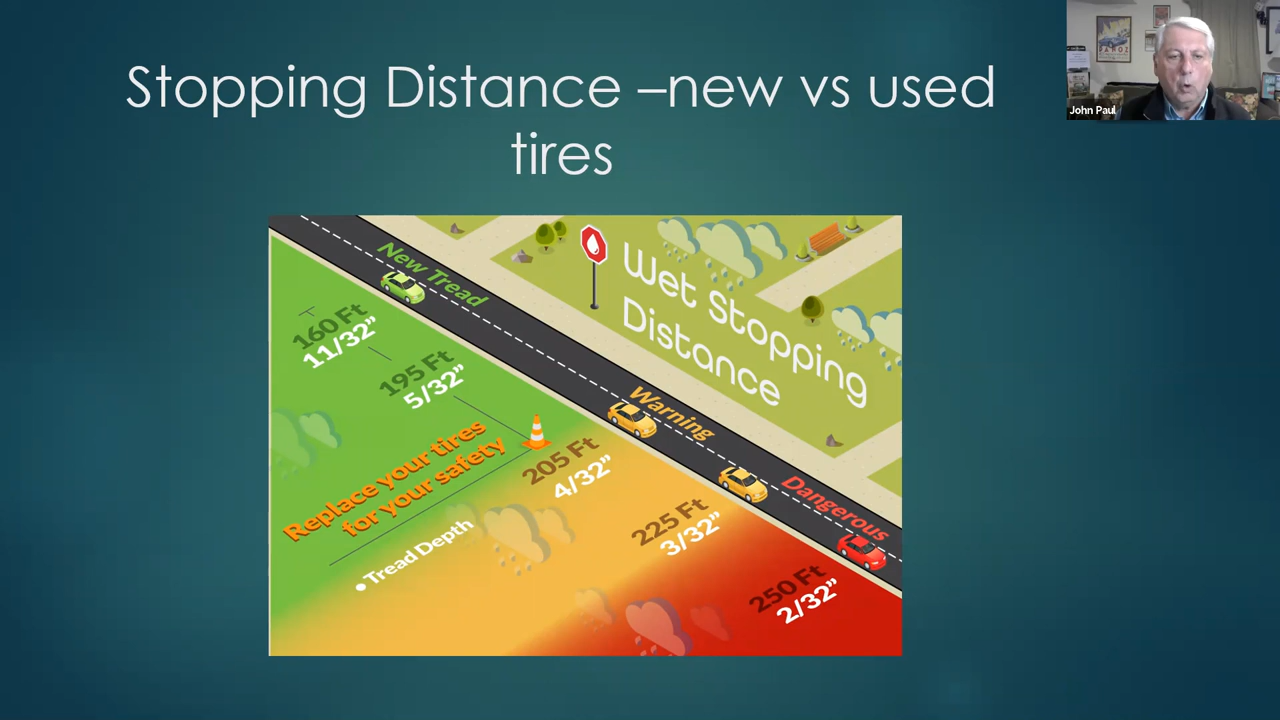 Stopping Distance –new vs used
tires
John Paul
Wet Stopping
Distance
New Tread
160 Ft
11/32”
195 Ft
5/32”
Replace your tires
for your safety
Warning
205 Ft
4/32”
Tread Depth
225 Ft
3/32”
Dangerous
250 Ft
2/32”